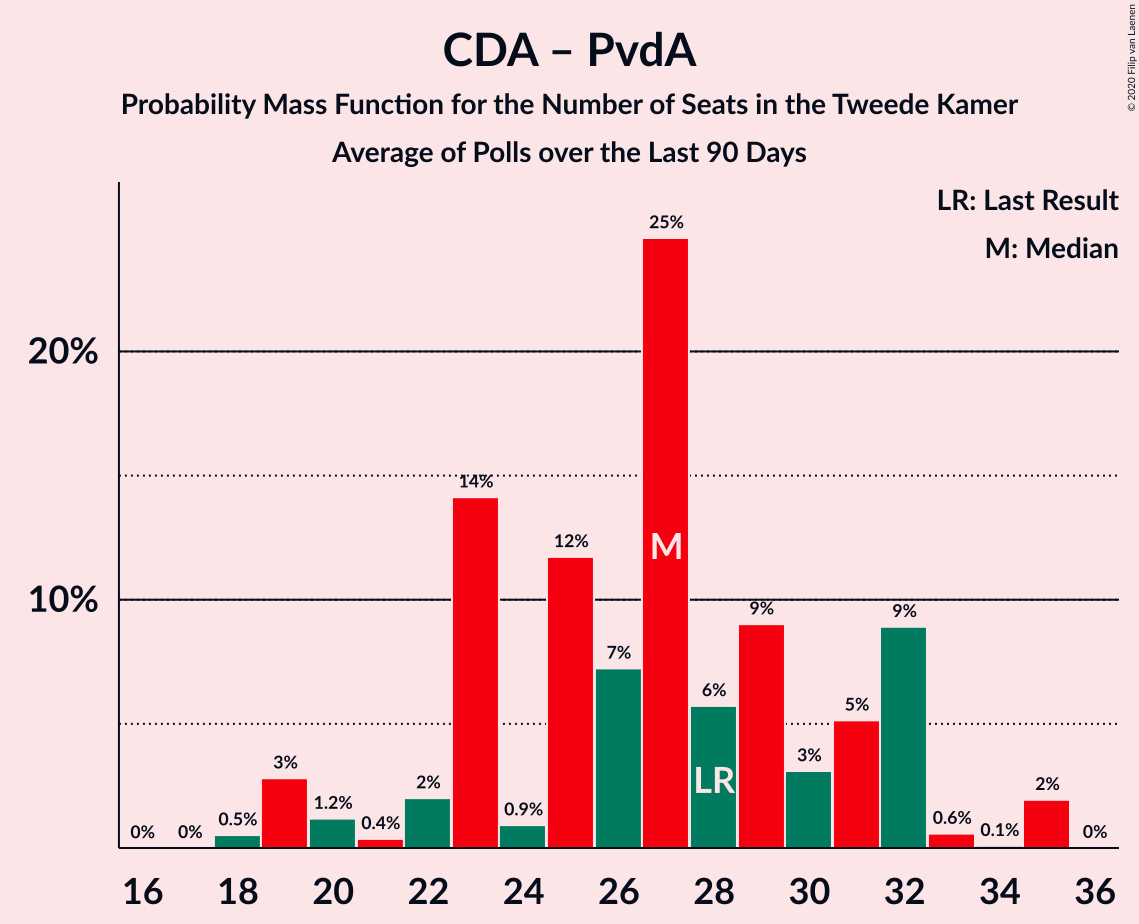 CDA – PvdA
Probability Mass Function for the Number of Seats in the Tweede Kamer
Average of Polls over the Last 90 Days
© 2020 Filip van Laenen
LR: Last Result
M: Median
20%
10%
0% 0% 0.5% 3% 1.2% 0.4% 2% 14% 0.9% 12% 7% 25% 6% 9% 3% 5% 9% 0.6% 0.1% 2% 0%
M
LR
16 18 20 22 24 26 28 30 32 34 36